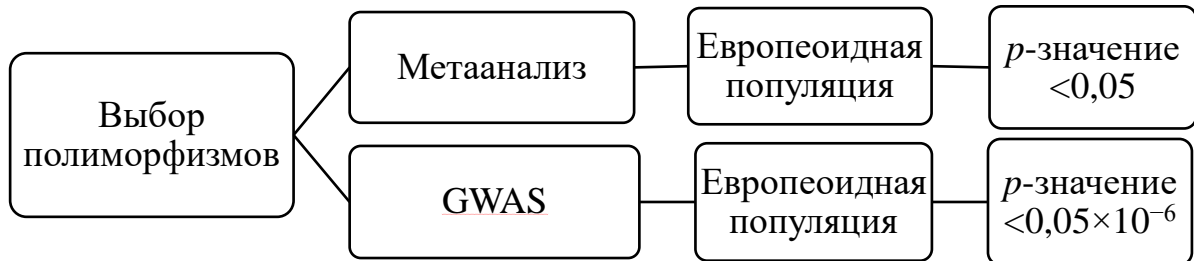 Выбор
полиморфизмов
Метаанализ
Европеоидная
популяция
p-значение
<0,05
GWAS
Европеоидная
популяция
p-значение
<0,05×10⁻⁶